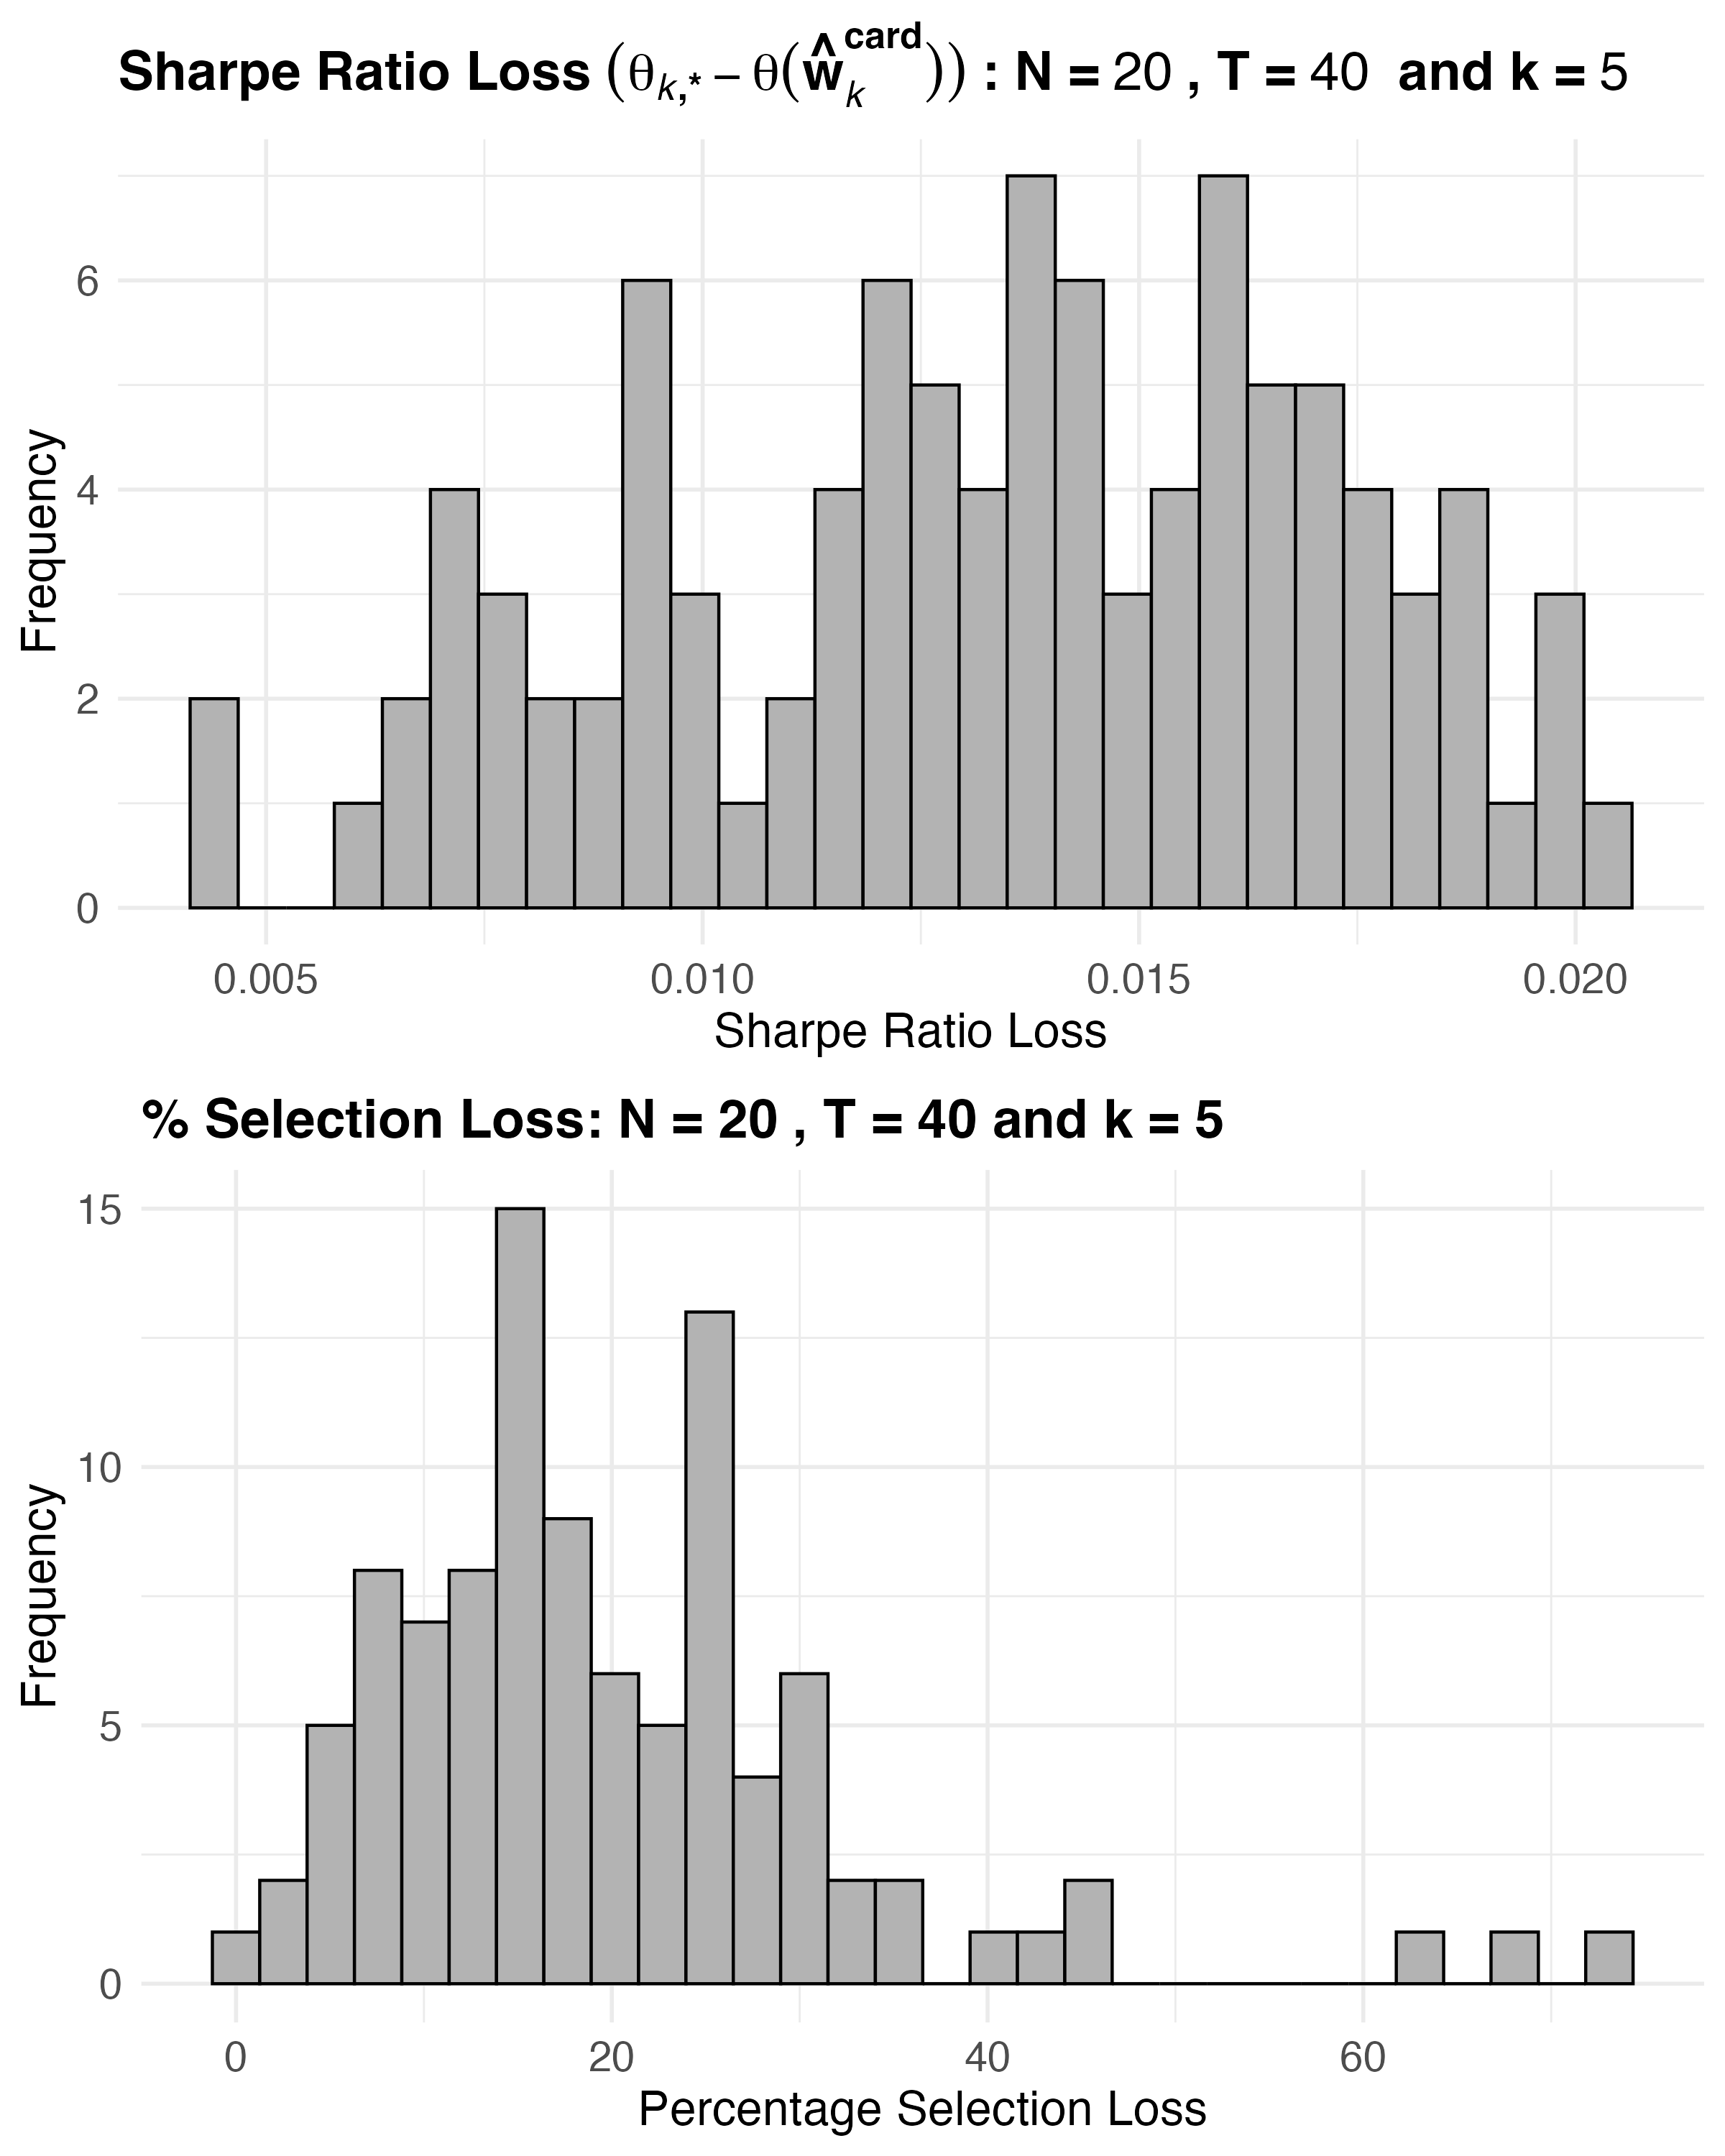 Sharpe Ratio Loss (θk,* − θ(ŵk^card)) : N = 20 , T = 40 and k = 5
6
4
2
0
Frequency
0.005 0.010 0.015 0.020
Sharpe Ratio Loss
% Selection Loss: N = 20 , T = 40 and k = 5
15
10
5
0
Frequency
0 20 40 60
Percentage Selection Loss